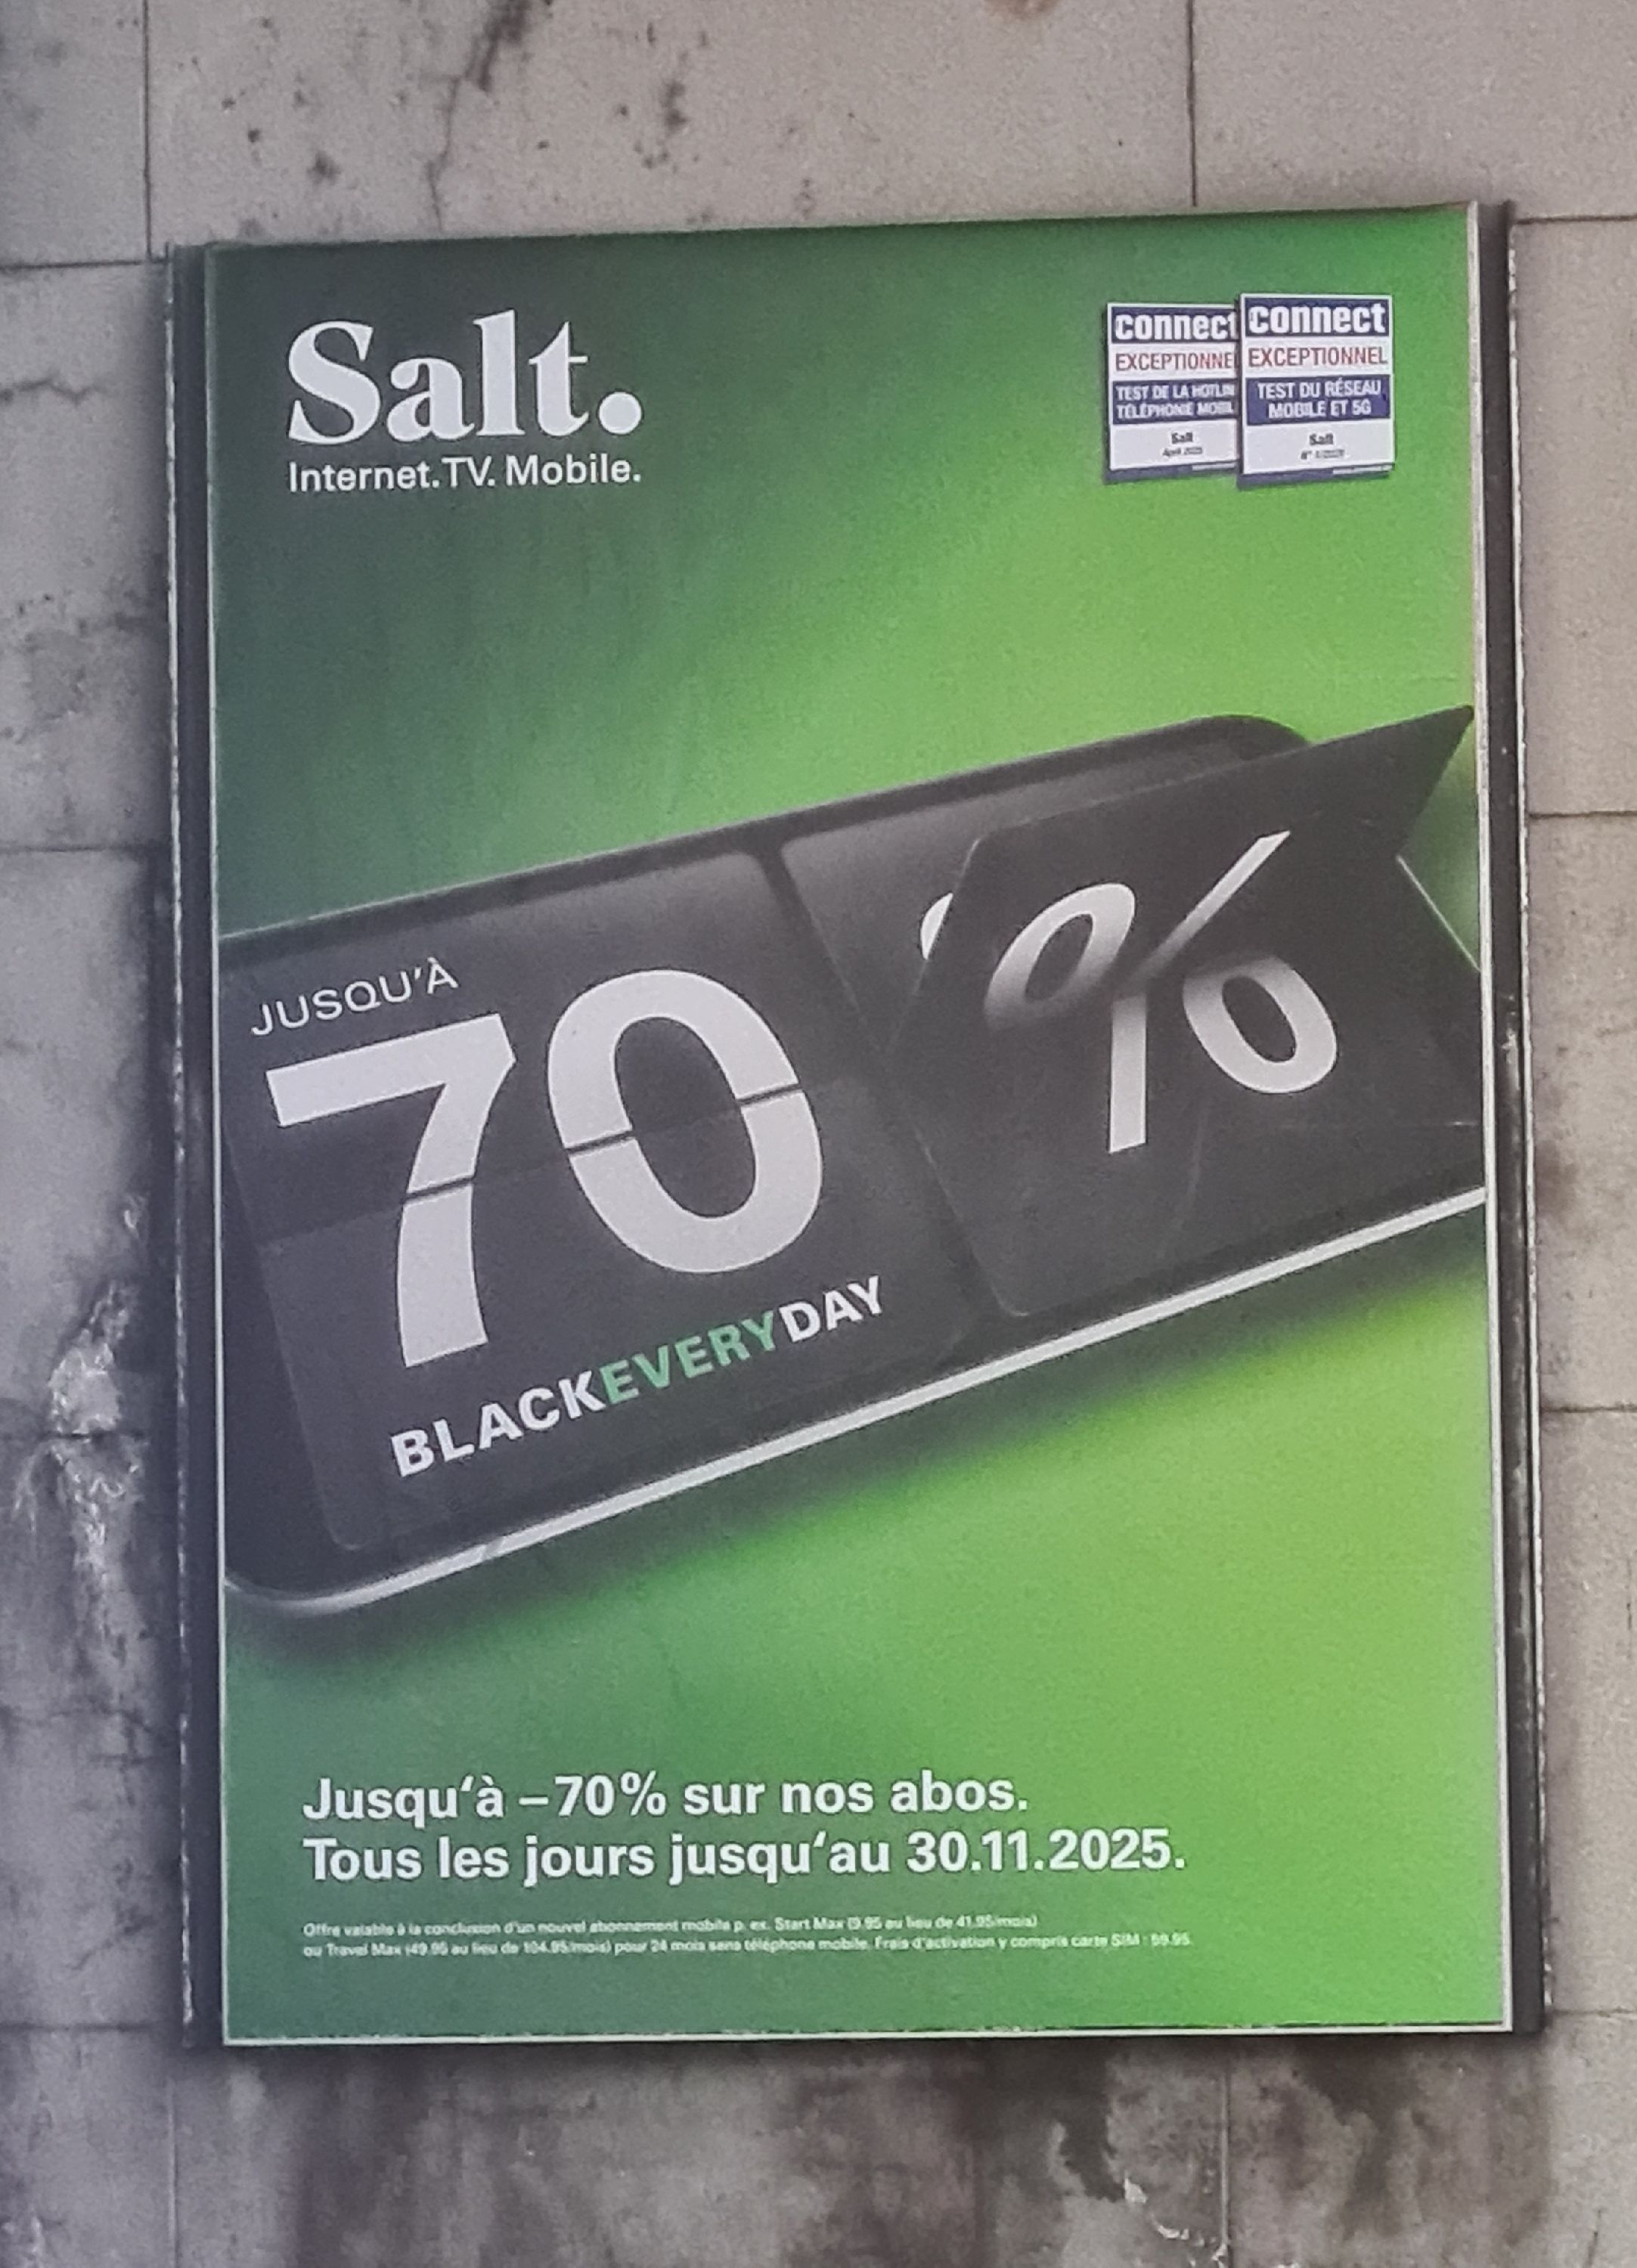 Salt.
Internet.TV. Mobile.
connect
EXCEPTIONNEL
TEST DE LA HOTLIN
TÉLÉPHONIE MOBIL
Salt
April 2025
connect
EXCEPTIONNEL
TEST DU RÉSEAU
MOBILE ET 5G
Salt
JUSQU'À
70 %
BLACKEVERYDAY
Jusqu‘à –70% sur nos abos.
Tous les jours jusqu‘au 30.11.2025.
Offre valable à la conclusion d'un nouvel abonnement mobile p. ex. Start Max (9.95 au lieu de 41.95/mois)
ou Travel Max (49.95 au lieu de 104.95/mois) pour 24 mois sans téléphone mobile. Frais d'activation y compris carte SIM : 59.95.